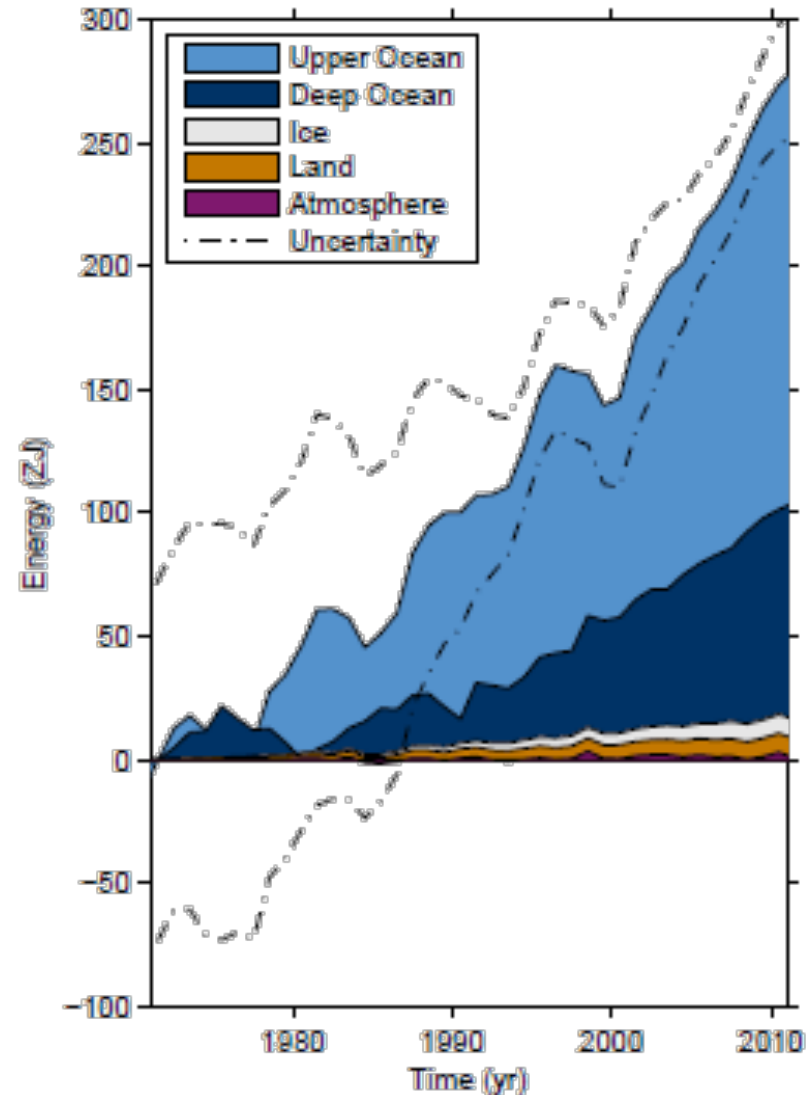 300
250
200
150
100
50
0
−50
−100
Energy (ZJ)
Upper Ocean
Deep Ocean
Ice
Land
Atmosphere
Uncertainty
1980
1990
2000
2010
Time (yr)